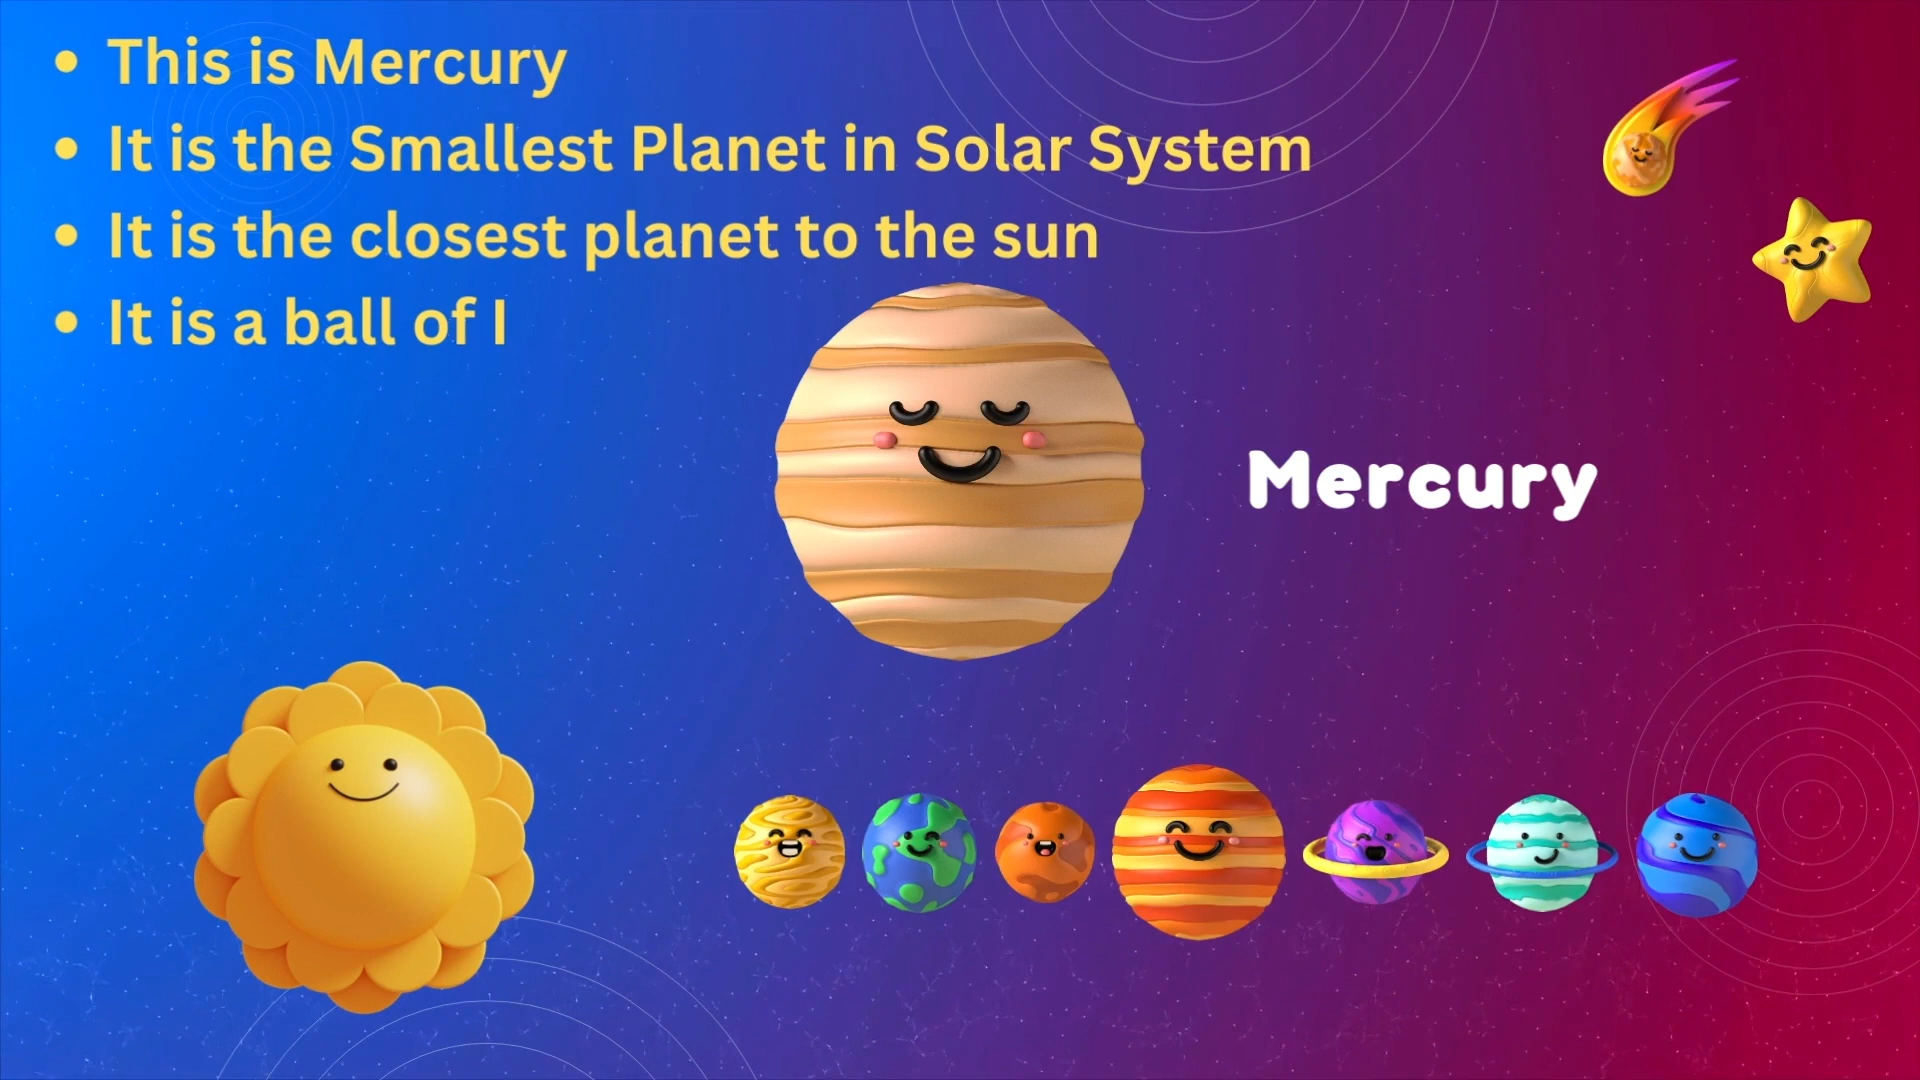 • This is Mercury
• It is the Smallest Planet in Solar System
• It is the closest planet to the sun
• It is a ball of I
Mercury